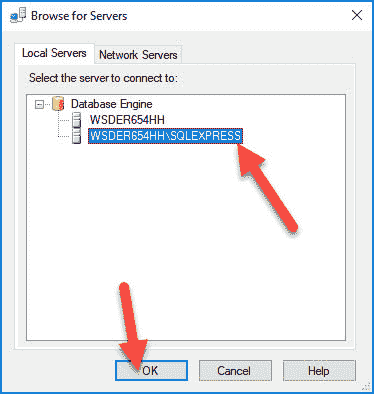 Browse for Servers
Local Servers Network Servers
Select the server to connect to:
Database Engine
WSDER654HH
WSDER654HH\SQLEXPRESS
OK Cancel Help